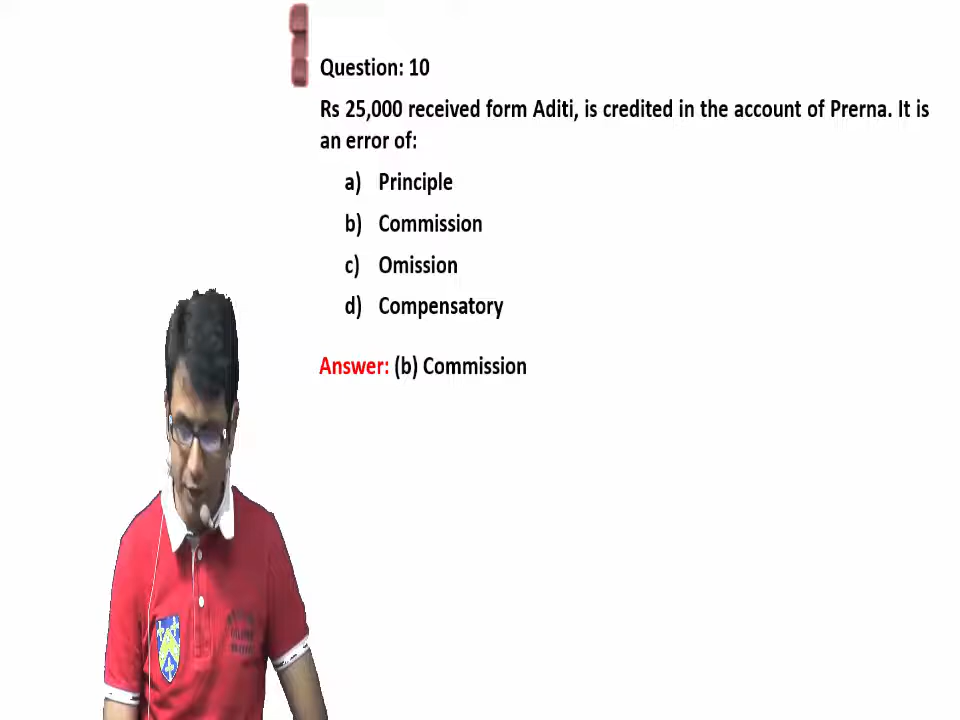 Question: 10
Rs 25,000 received form Aditi, is credited in the account of Prerna. It is
an error of:
a) Principle
b) Commission
c) Omission
d) Compensatory
Answer: (b) Commission